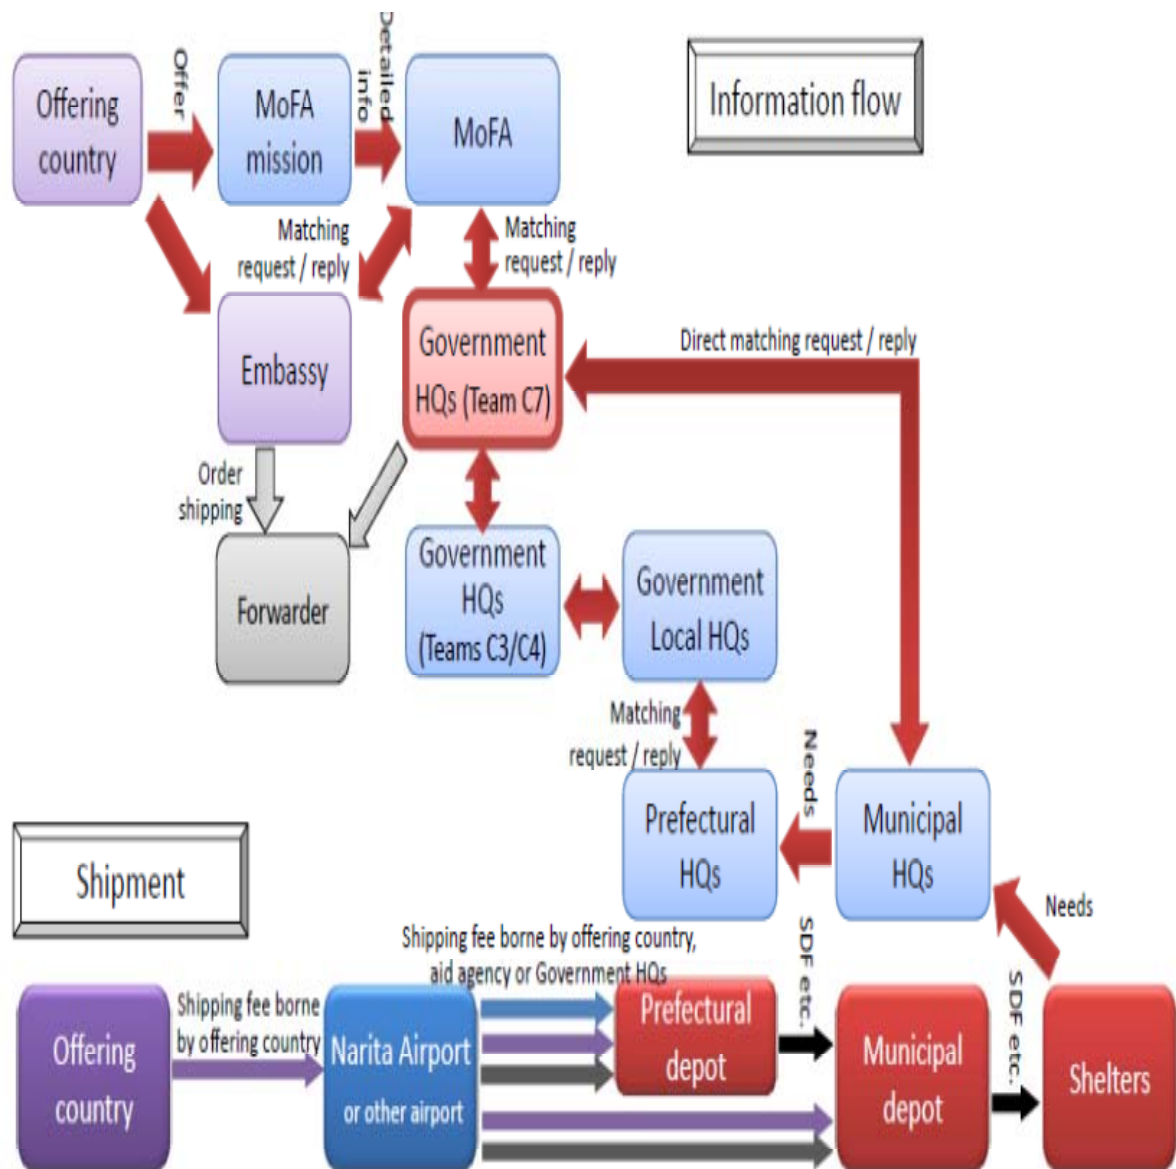 Offering
country
Offer
MoFA
mission
Detailed
info
MoFA
Information flow
Matching
request / reply
Matching
request / reply
Embassy
Government
HQs (Team C7)
Direct matching request / reply
Order
shipping
Forwarder
Government
HQs
(Teams C3/C4)
Government
Local HQs
Matching
request / reply
Needs
Prefectural
HQs
Municipal
HQs
Needs
Shipment
Shipping fee borne by offering country,
aid agency or Government HQs
SDF etc.
SDF etc.
Offering
country
Shipping fee borne
by offering country
Narita Airport
or other airport
Prefectural
depot
Municipal
depot
Shelters